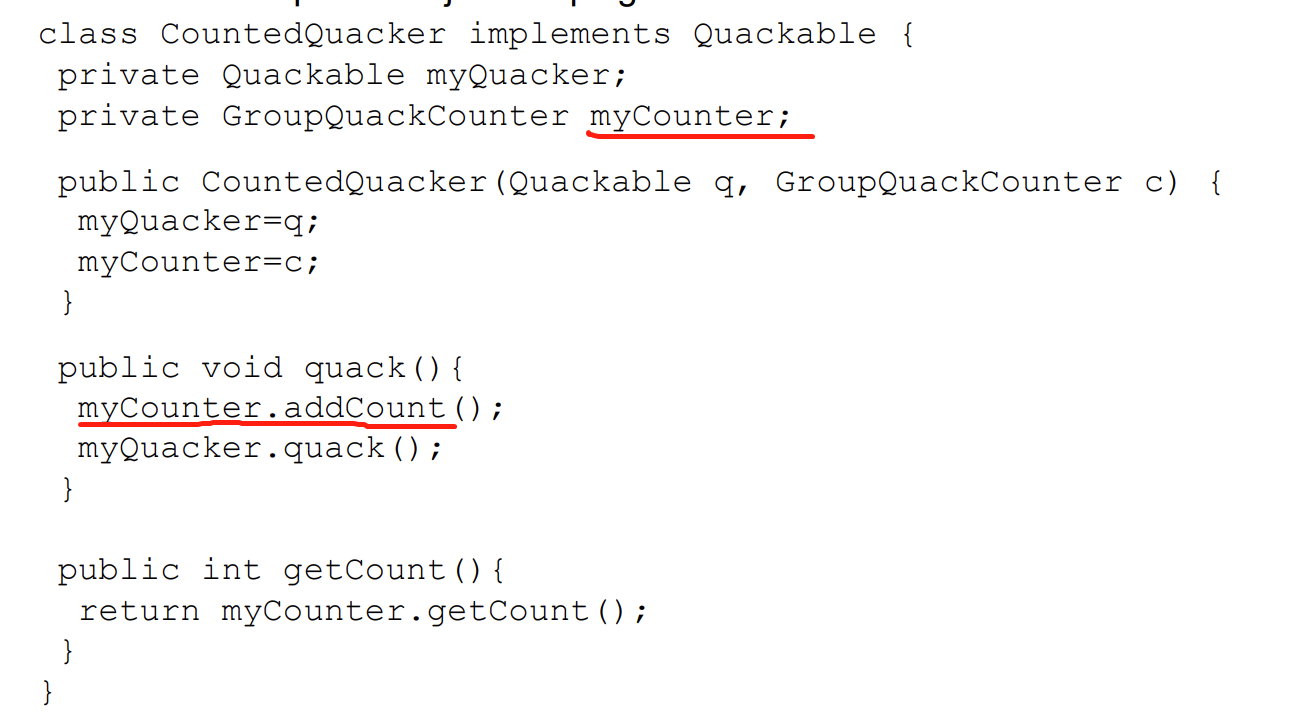 class CountedQuacker implements Quackable {
private Quackable myQuacker;
private GroupQuackCounter myCounter;
public CountedQuacker(Quackable q, GroupQuackCounter c) {
myQuacker=q;
myCounter=c;
}
public void quack(){
myCounter.addCount();
myQuacker.quack();
}
public int getCount(){
return myCounter.getCount();
}
}